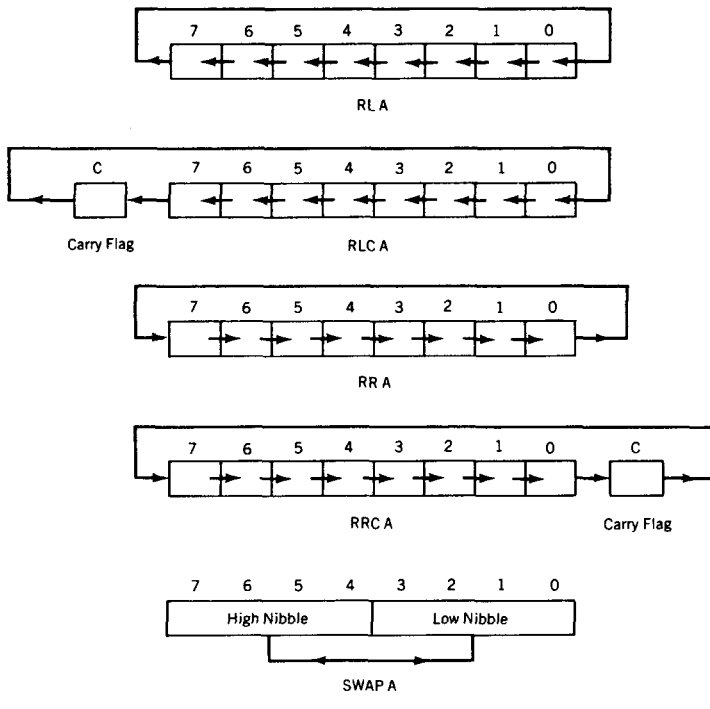 7 6 5 4 3 2 1 0
RL A
C 7 6 5 4 3 2 1 0
Carry Flag RLC A
7 6 5 4 3 2 1 0
RR A
7 6 5 4 3 2 1 0 C
RRC A Carry Flag
7 6 5 4 3 2 1 0
High Nibble Low Nibble
SWAP A